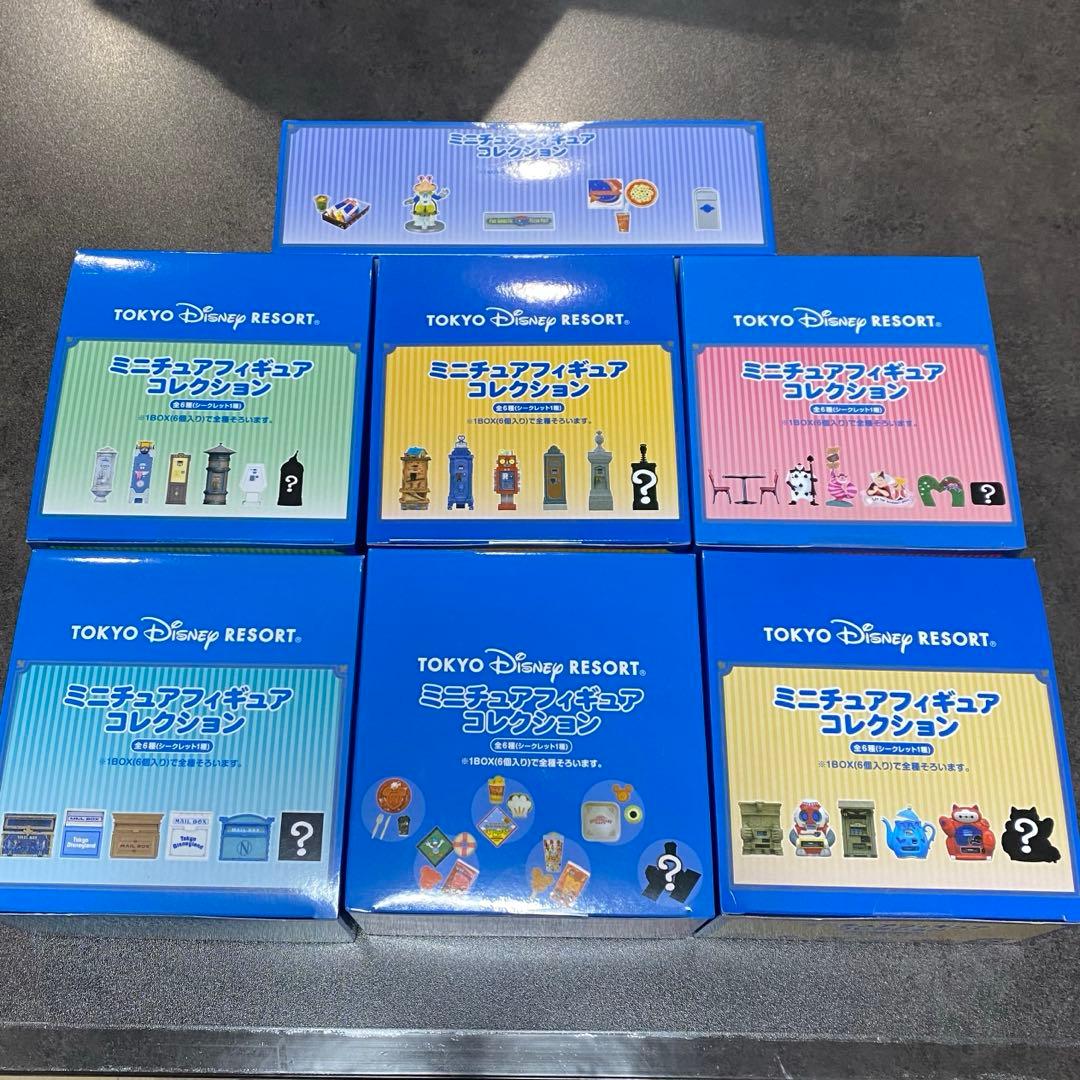 ミニチュアフィギュア
コレクション
TOKYO Disney RESORT®
ミニチュアフィギュア
コレクション
全6種(シークレット1種)
※1BOX(6個入り)で全種そろいます。
?
TOKYO Disney RESORT®
ミニチュアフィギュア
コレクション
全6種(シークレット1種)
※1BOX(6個入り)で全種そろいます。
?
TOKYO Disney RESORT®
ミニチュアフィギュア
コレクション
全6種(シークレット1種)
※1BOX(6個入り)で全種そろいます。
?
TOKYO Disney RESORT®
ミニチュアフィギュア
コレクション
全6種(シークレット1種)
※1BOX(6個入り)で全種そろいます。
MAIL BOX
Tokyo
Disneyland
MAIL BOX
MAIL BOX
Tokyo
Disneyland
N
?
TOKYO Disney RESORT®
ミニチュアフィギュア
コレクション
全6種(シークレット1種)
※1BOX(6個入り)で全種そろいます。
?
TOKYO Disney RESORT®
ミニチュアフィギュア
コレクション
全6種(シークレット1種)
※1BOX(6個入り)で全種そろいます。
?